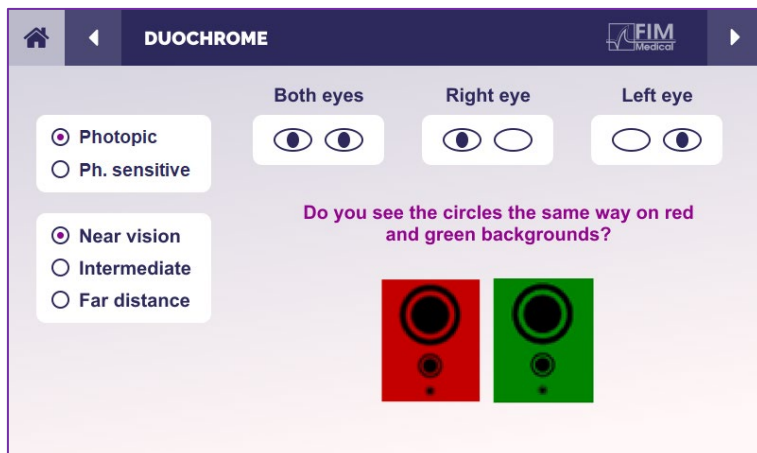 DUOCHROME
FIM
Medical
Both eyes
Right eye
Left eye
Photopic
Ph. sensitive
Near vision
Intermediate
Far distance
Do you see the circles the same way on red
and green backgrounds?